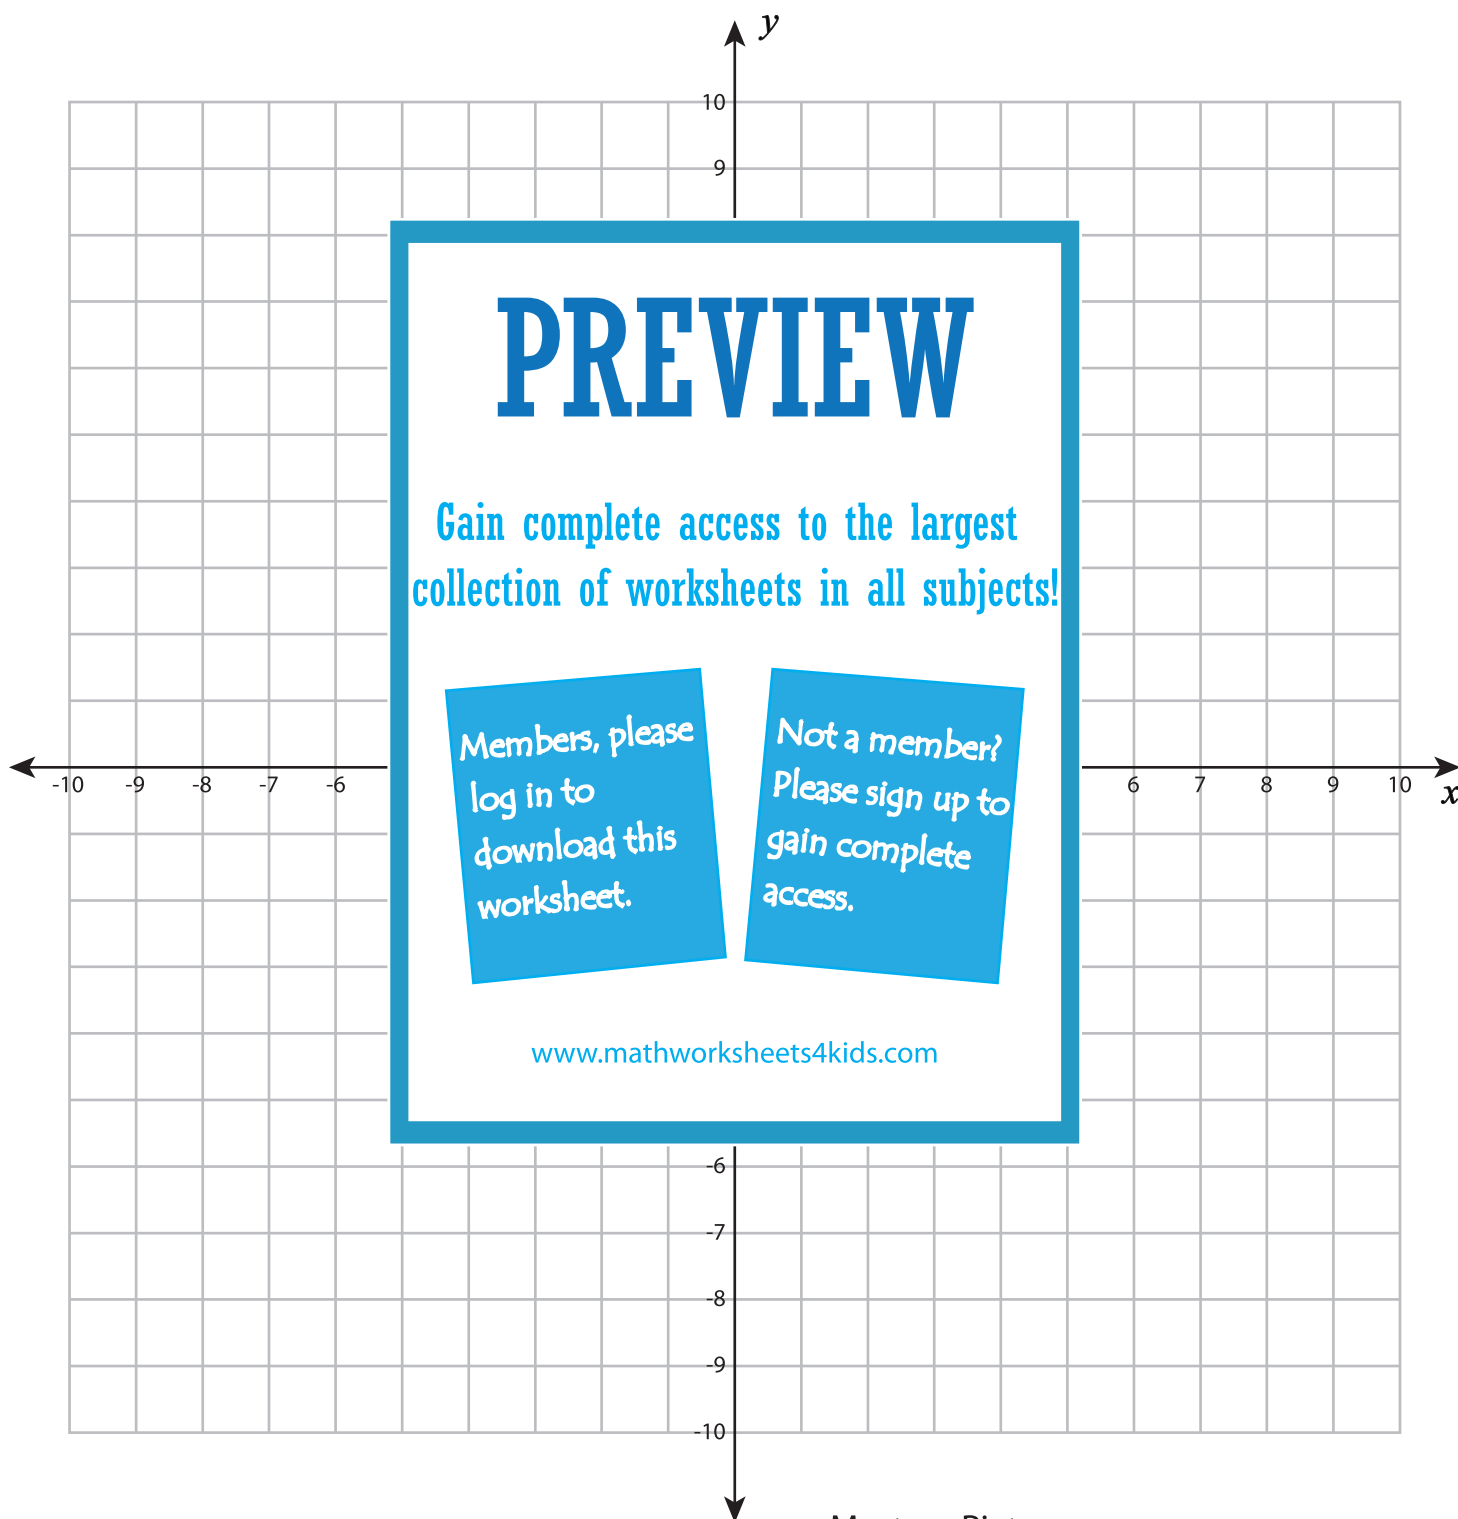 y
10
9
PREVIEW
Gain complete access to the largest
collection of worksheets in all subjects!
Members, please
log in to
download this
worksheet.
Not a member?
Please sign up to
gain complete
access.
-10 -9 -8 -7 -6 6 7 8 9 10
x
www.mathworksheets4kids.com
-6
-7
-8
-9
-10